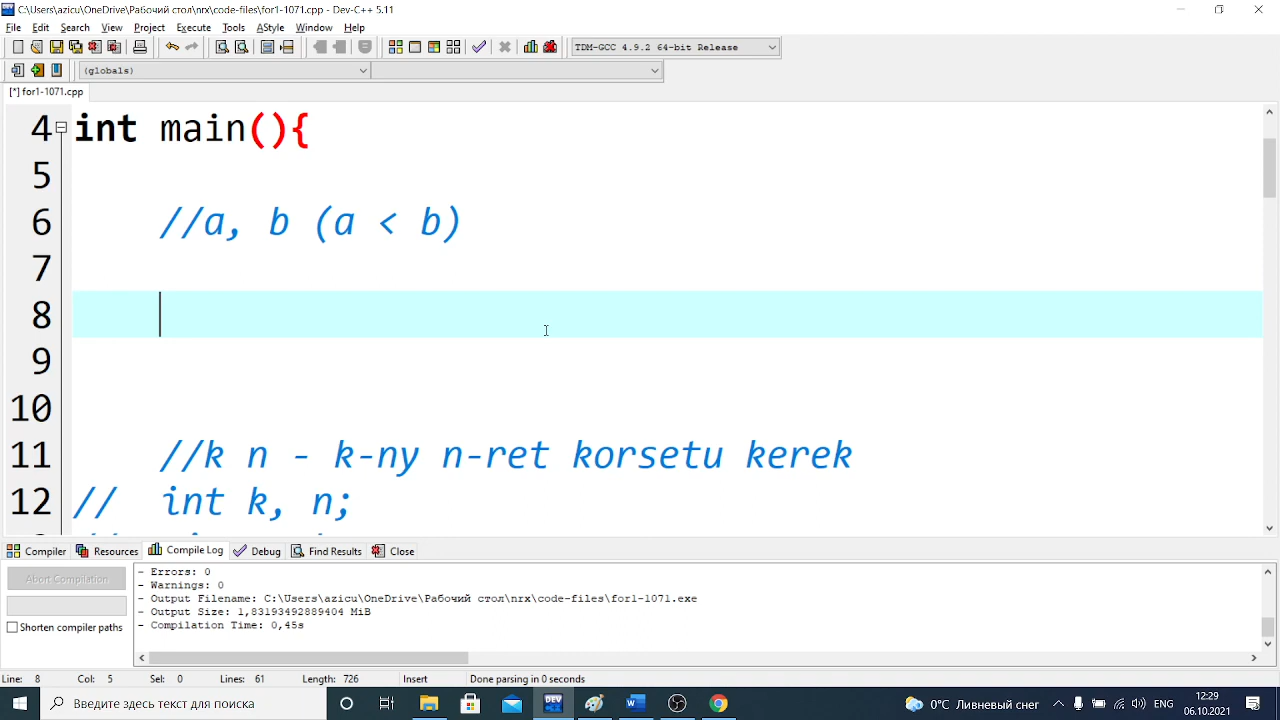 C:\Users\azicu\OneDrive\Рабочий стол\nrx\code-files\for1-1071.cpp - Dev-C++ 5.11
File Edit Search View Project Execute Tools AStyle Window Help
TDM-GCC 4.9.2 64-bit Release
(globals)
[*] for1-1071.cpp
4 int main(){
5
6 //a, b (a < b)
7
8
9
10
11 //k n - k-ny n-ret korsetu kerek
12 // int k, n;
Compiler Resources Compile Log Debug Find Results Close
Abort Compilation
Shorten compiler paths
- Errors: 0
- Warnings: 0
- Output Filename: C:\Users\azicu\OneDrive\Рабочий стол\nrx\code-files\for1-1071.exe
- Output Size: 1,83193492889404 MiB
- Compilation Time: 0,45s
Line: 8 Col: 5 Sel: 0 Lines: 61 Length: 726 Insert Done parsing in 0 seconds
Введите здесь текст для поиска
DEV
0°C Ливневый снег
ENG
12:29
06.10.2021